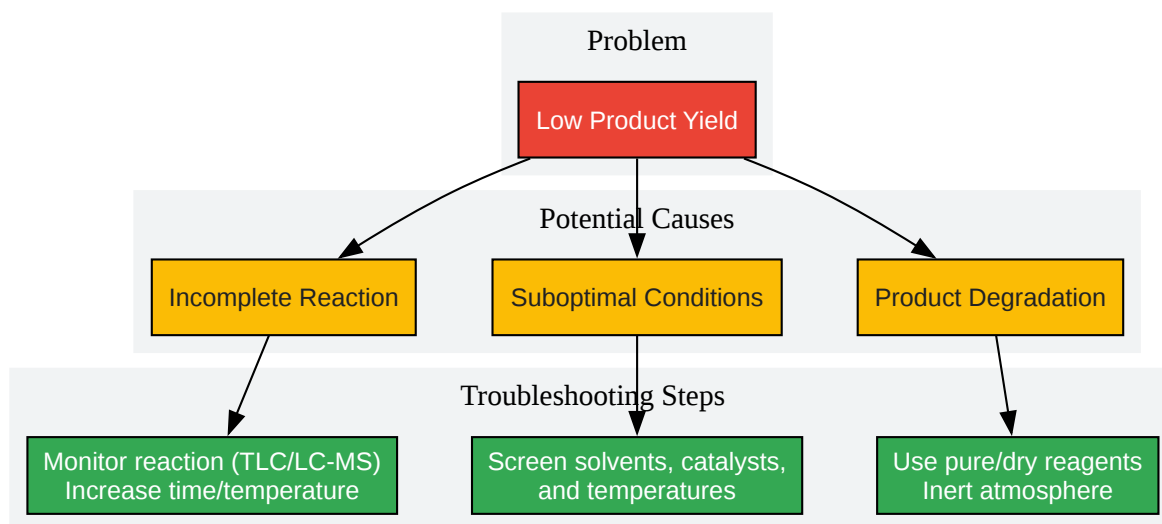 Problem
Low Product Yield
Potential Causes
Incomplete Reaction
Suboptimal Conditions
Product Degradation
Troubleshooting Steps
Monitor reaction (TLC/LC-MS)
Increase time/temperature
Screen solvents, catalysts,
and temperatures
Use pure/dry reagents
Inert atmosphere